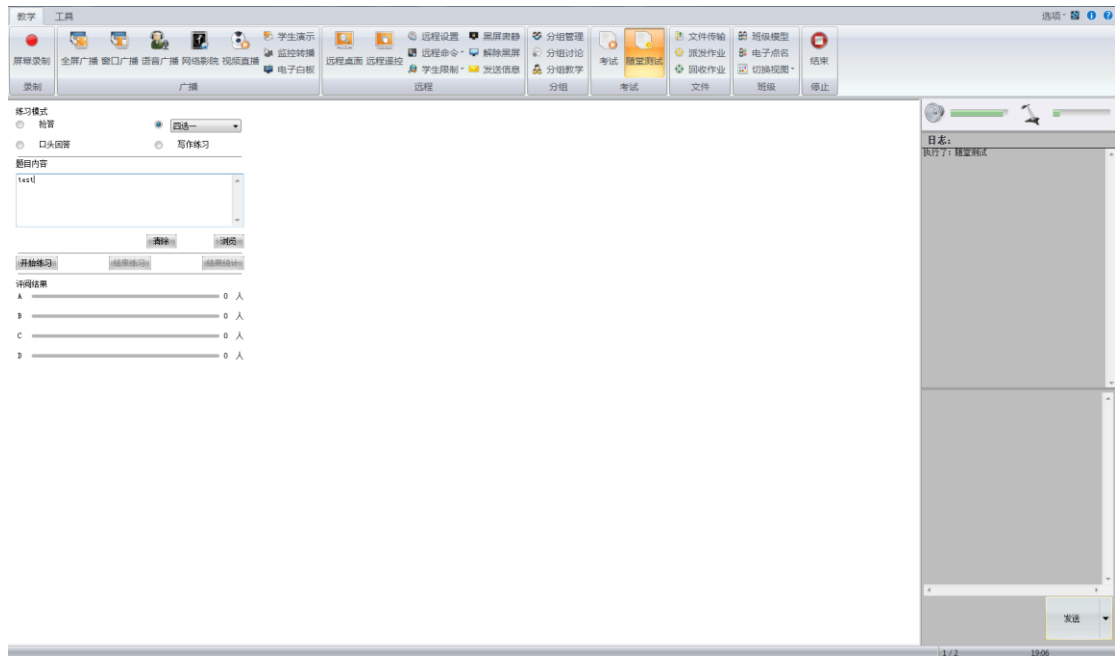 教学 工具 选项
屏幕录制 全屏广播 窗口广播 语音广播 网络影院 视频直播 学生演示 监控转播 电子白板 远程桌面 远程遥控 远程设置 黑屏肃静 远程命令 解除黑屏 学生限制 发送信息 分组管理 分组讨论 分组教学 考试 随堂测试 文件传输 派发作业 回收作业 班级模型 电子点名 切换视图 结束
录制 广播 远程 分组 考试 文件 班级 停止
练习模式
抢答 四选一
口头回答 写作练习
题目内容
test
清除 浏览
开始练习 结果练习 结果统计
评阅结果
A 0 人
B 0 人
C 0 人
D 0 人
日志:
执行了: 随堂测试
发送
1 / 2 19:06